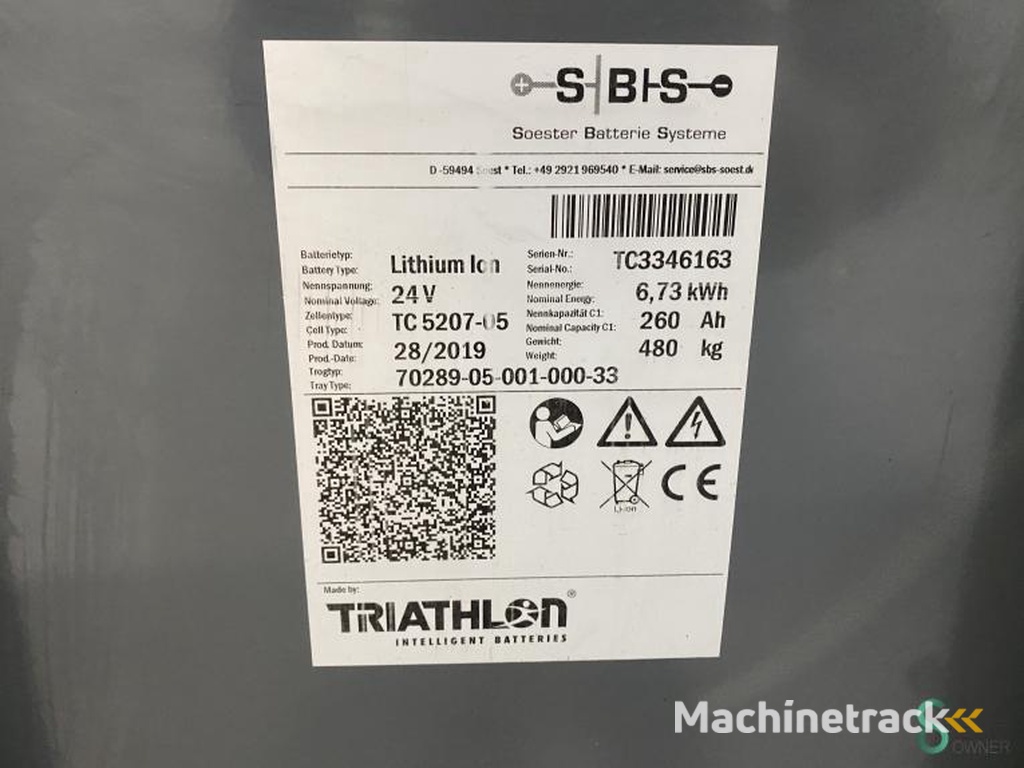 S|BI-S
Soester Batterie Systeme
D-59494 Soest * Tel.: +49 2921 969540 * E-Mail: service@sbs-soest.de
Batterietyp:
Battery Type: Lithium Ion
Nennspannung:
Nominal Voltage: 24 V
Zellentype:
Cell Type: TC 5207-05
Prod. Datum:
Prod.-Date: 28/2019
Trogtyp:
Tray Type: 70289-05-001-000-33
Serien-Nr.:
Serial-No.: TC3346163
Nennenergie:
Nominal Energy: 6,73 kWh
Nennkapazität C1:
Nominal Capacity C1: 260 Ah
Gewicht:
Weight: 480 kg
Li-Ion
CE
Made by:
TRIATHLON®
INTELLIGENT BATTERIES
Machinetrack
OWNER